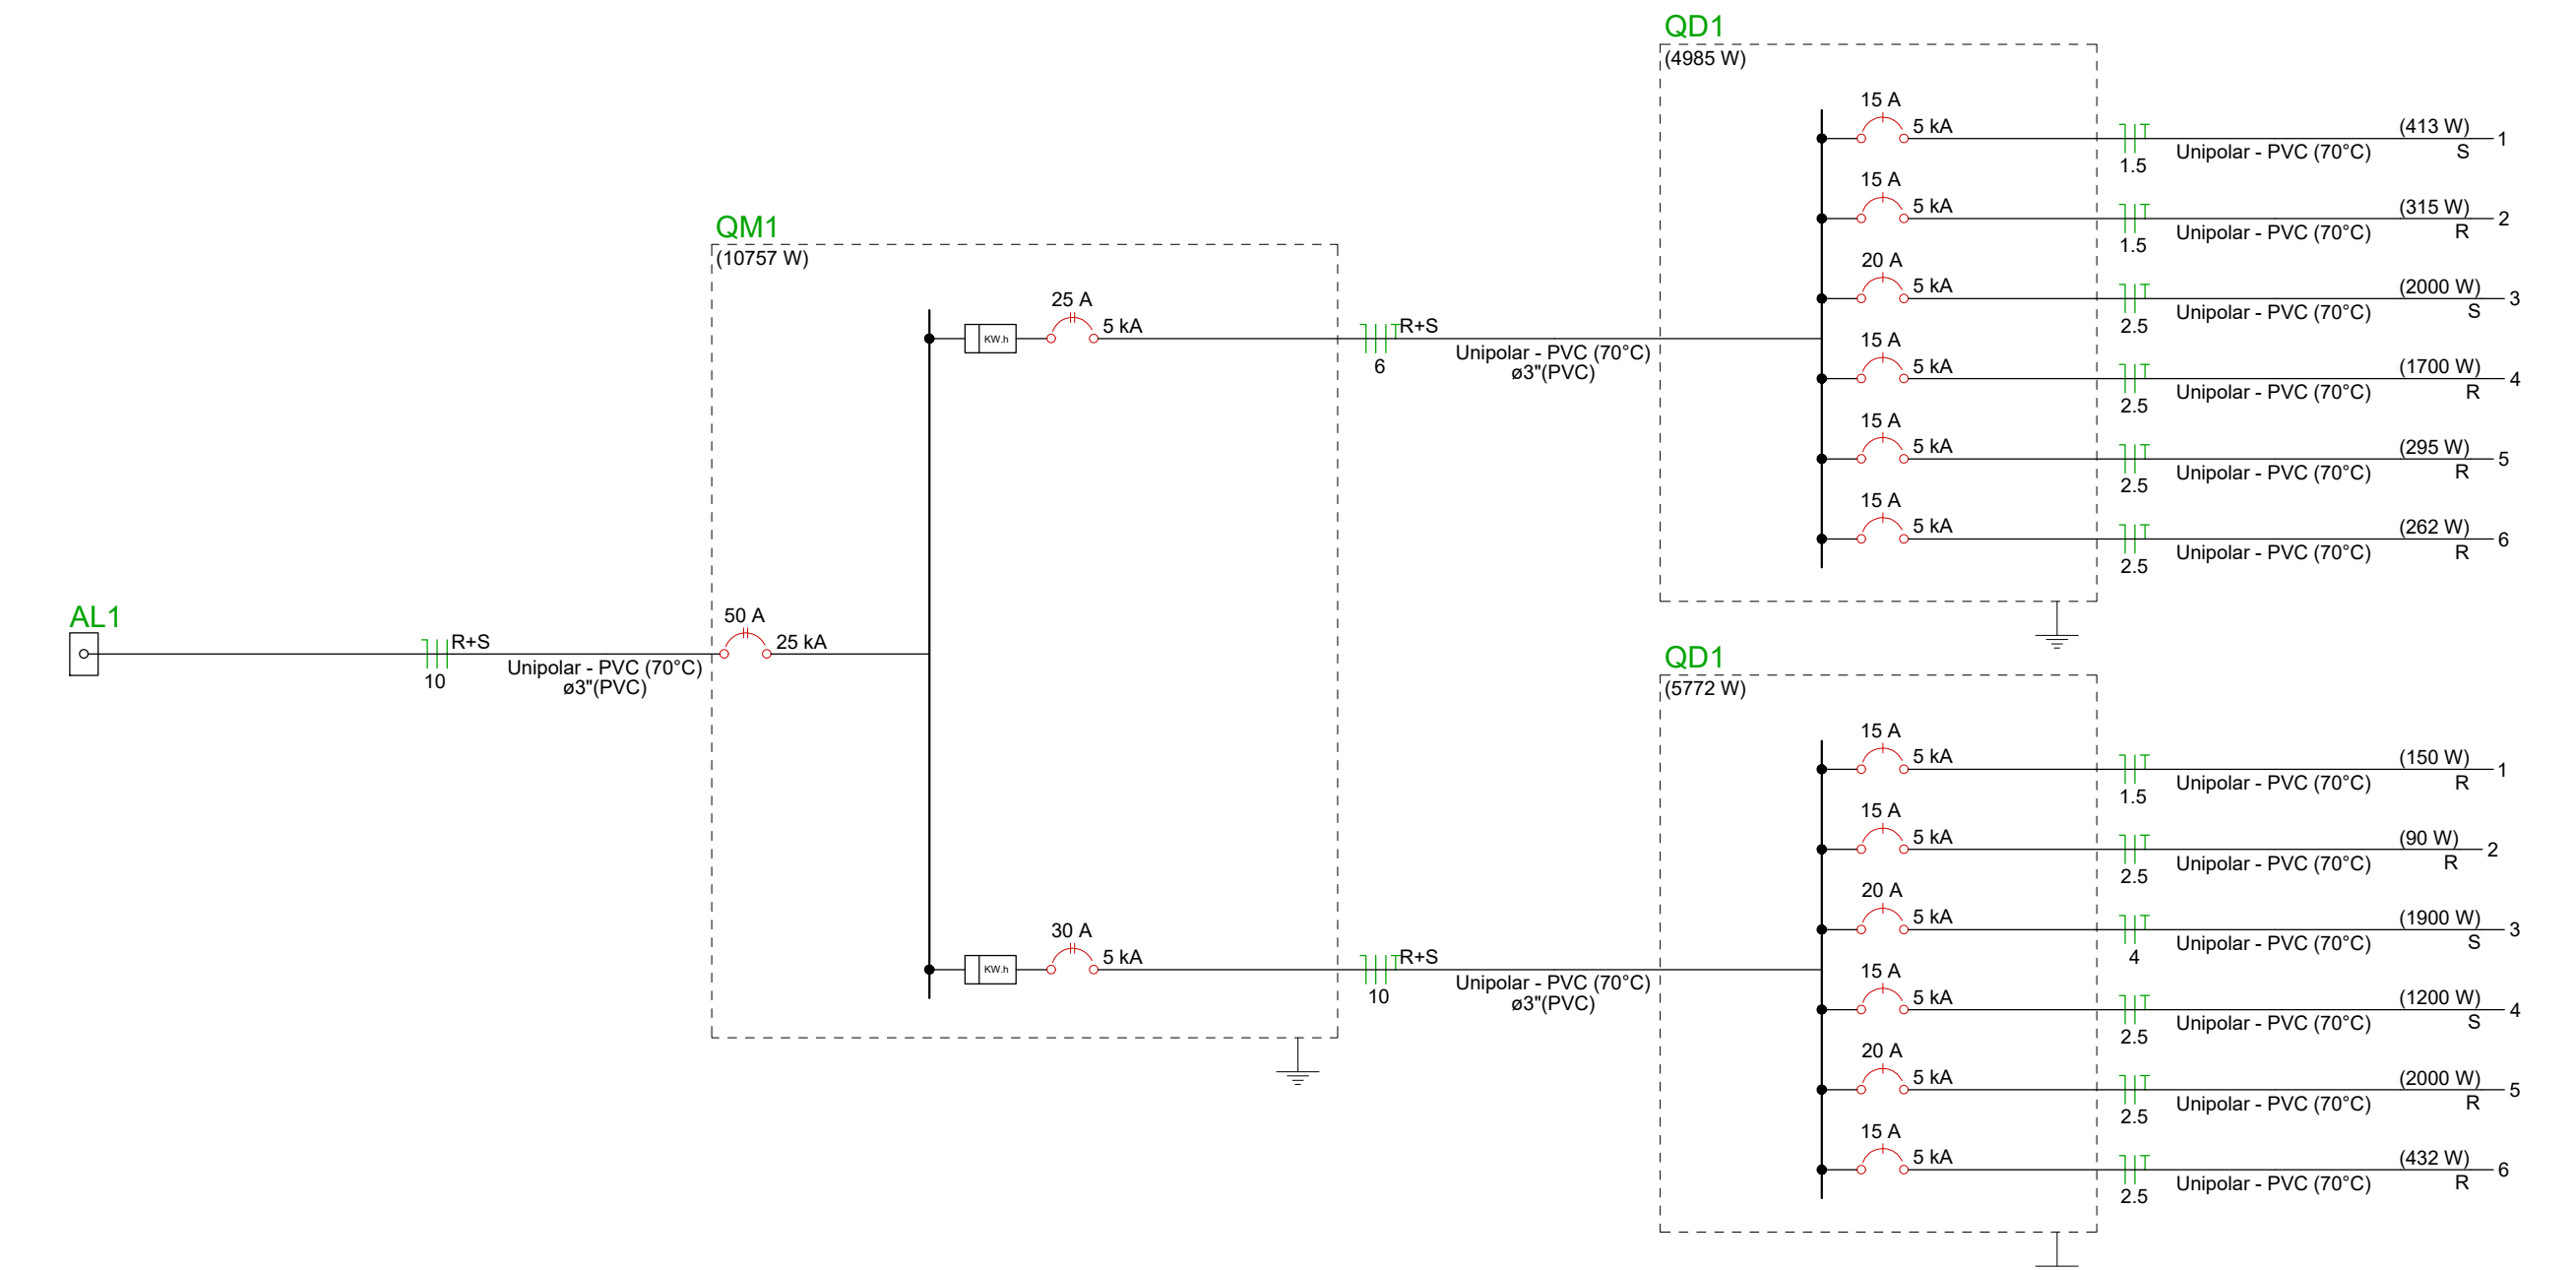 AL1
R+S
10
Unipolar - PVC (70°C)
ø3"(PVC)
QM1
(10757 W)
50 A
25 kA
KW.h
25 A
5 kA
R+S
6
Unipolar - PVC (70°C)
ø3"(PVC)
KW.h
30 A
5 kA
R+S
10
Unipolar - PVC (70°C)
ø3"(PVC)
QD1
(4985 W)
15 A
5 kA
1.5
Unipolar - PVC (70°C)
(413 W)
S
1
15 A
5 kA
1.5
Unipolar - PVC (70°C)
(315 W)
R
2
20 A
5 kA
2.5
Unipolar - PVC (70°C)
(2000 W)
S
3
15 A
5 kA
2.5
Unipolar - PVC (70°C)
(1700 W)
R
4
15 A
5 kA
2.5
Unipolar - PVC (70°C)
(295 W)
R
5
15 A
5 kA
2.5
Unipolar - PVC (70°C)
(262 W)
R
6
QD1
(5772 W)
15 A
5 kA
1.5
Unipolar - PVC (70°C)
(150 W)
R
1
15 A
5 kA
2.5
Unipolar - PVC (70°C)
(90 W)
R
2
20 A
5 kA
4
Unipolar - PVC (70°C)
(1900 W)
S
3
15 A
5 kA
2.5
Unipolar - PVC (70°C)
(1200 W)
S
4
20 A
5 kA
2.5
Unipolar - PVC (70°C)
(2000 W)
R
5
15 A
5 kA
2.5
Unipolar - PVC (70°C)
(432 W)
R
6